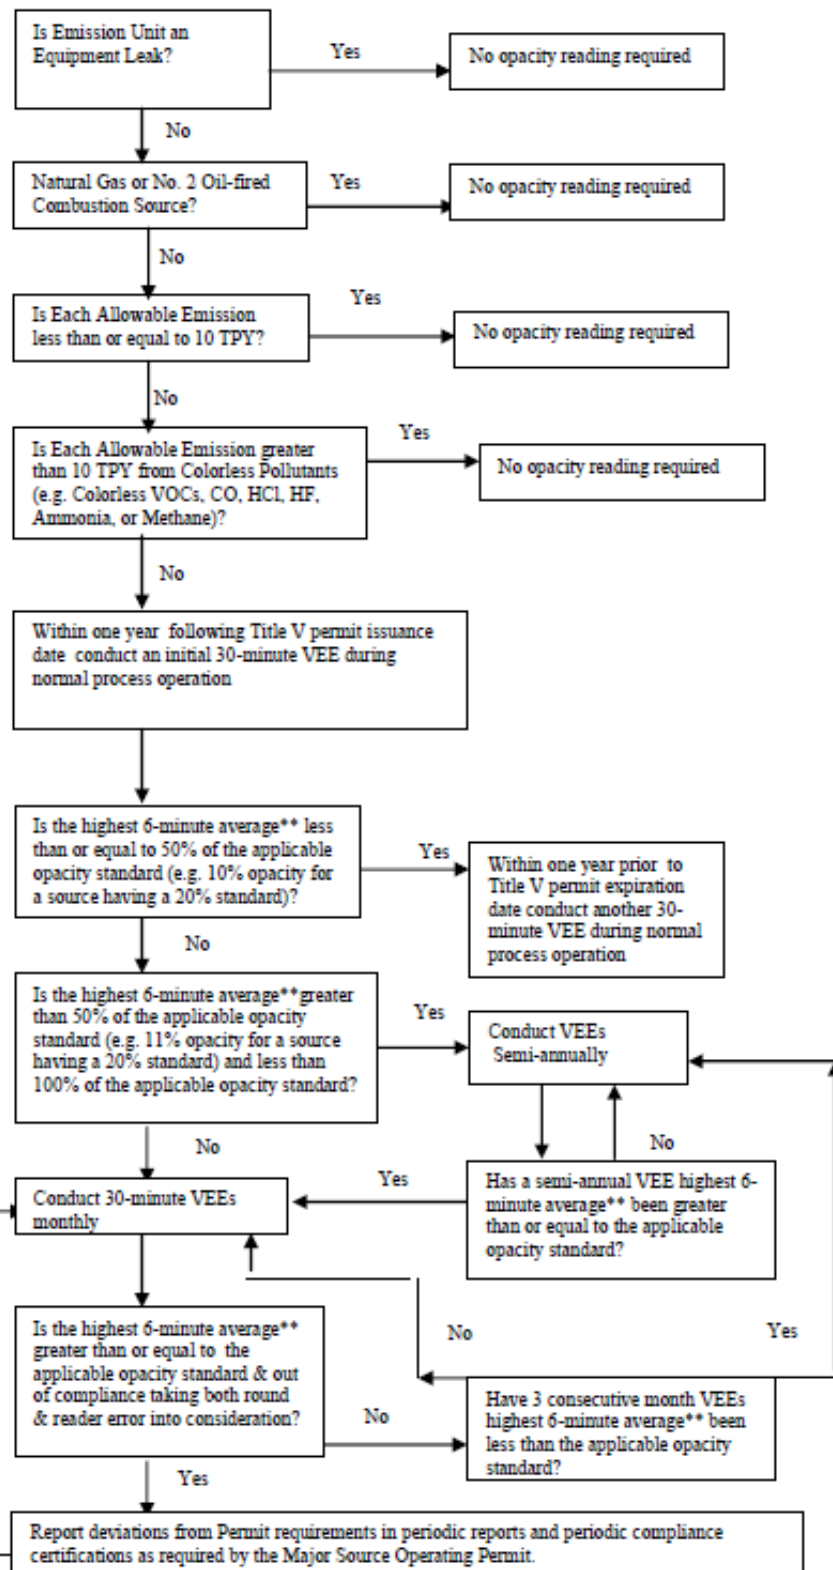 Is Emission Unit an
Equipment Leak?
Yes
No opacity reading required
No
Natural Gas or No. 2 Oil-fired
Combustion Source?
Yes
No opacity reading required
No
Is Each Allowable Emission
less than or equal to 10 TPY?
Yes
No opacity reading required
No
Is Each Allowable Emission greater
than 10 TPY from Colorless Pollutants
(e.g. Colorless VOCs, CO, HCl, HF,
Ammonia, or Methane)?
Yes
No opacity reading required
No
Within one year following Title V permit issuance
date conduct an initial 30-minute VEE during
normal process operation
Is the highest 6-minute average** less
than or equal to 50% of the applicable
opacity standard (e.g. 10% opacity for
a source having a 20% standard)?
Yes
Within one year prior to
Title V permit expiration
date conduct another 30-
minute VEE during normal
process operation
No
Is the highest 6-minute average**greater
than 50% of the applicable opacity
standard (e.g. 11% opacity for a source
having a 20% standard) and less than
100% of the applicable opacity standard?
Yes
Conduct VEEs
Semi-annually
No
No
Conduct 30-minute VEEs
monthly
Yes
Has a semi-annual VEE highest 6-
minute average** been greater
than or equal to the applicable
opacity standard?
Is the highest 6-minute average**
greater than or equal to the
applicable opacity standard & out
of compliance taking both round
& reader error into consideration?
No
Yes
No
Have 3 consecutive month VEEs
highest 6-minute average** been
less than the applicable opacity
standard?
Yes
Report deviations from Permit requirements in periodic reports and periodic compliance
certifications as required by the Major Source Operating Permit.